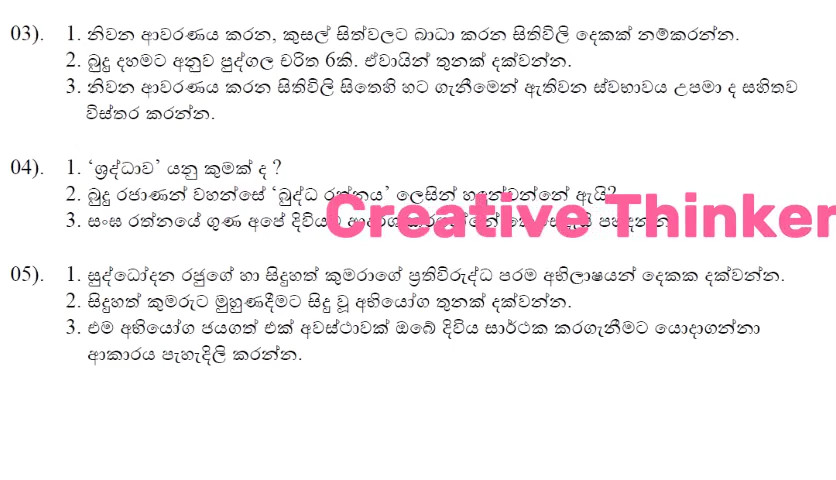 03). 1. නිවන ආවරණය කරන, කුසල් සිත්වලට බාධා කරන සිතිවිලි දෙකක් නම්කරන්න.
2. බුදු දහමට අනුව පුද්ගල චරිත 6කි. ඒවායින් තුනක් දක්වන්න.
3. නිවන ආවරණය කරන සිතිවිලි සිතෙහි හට ගැනීමෙන් ඇතිවන ස්වභාවය උපමා ද සහිතව
විස්තර කරන්න.
04). 1. ‘ශ්‍රද්ධාව’ යනු කුමක් ද ?
2. බුදු රජාණන් වහන්සේ ‘බුද්ධ රත්නය’ ලෙසින් හඳුන්වන්නේ ඇයි?
3. සංඝ රත්නයේ ගුණ අපේ දිවියට
Creative Thinker
05). 1. සුද්ධෝදන රජුගේ හා සිදුහත් කුමරාගේ ප්‍රතිවිරුද්ධ පරම අභිලාෂයන් දෙකක දක්වන්න.
2. සිදුහත් කුමරුට මුහුණදීමට සිදු වූ අභියෝග තුනක් දක්වන්න.
3. එම අභියෝග ජයගත් එක් අවස්ථාවක් ඔබේ දිවිය සාර්ථක කරගැනීමට යොදාගන්නා
ආකාරය පැහැදිලි කරන්න.